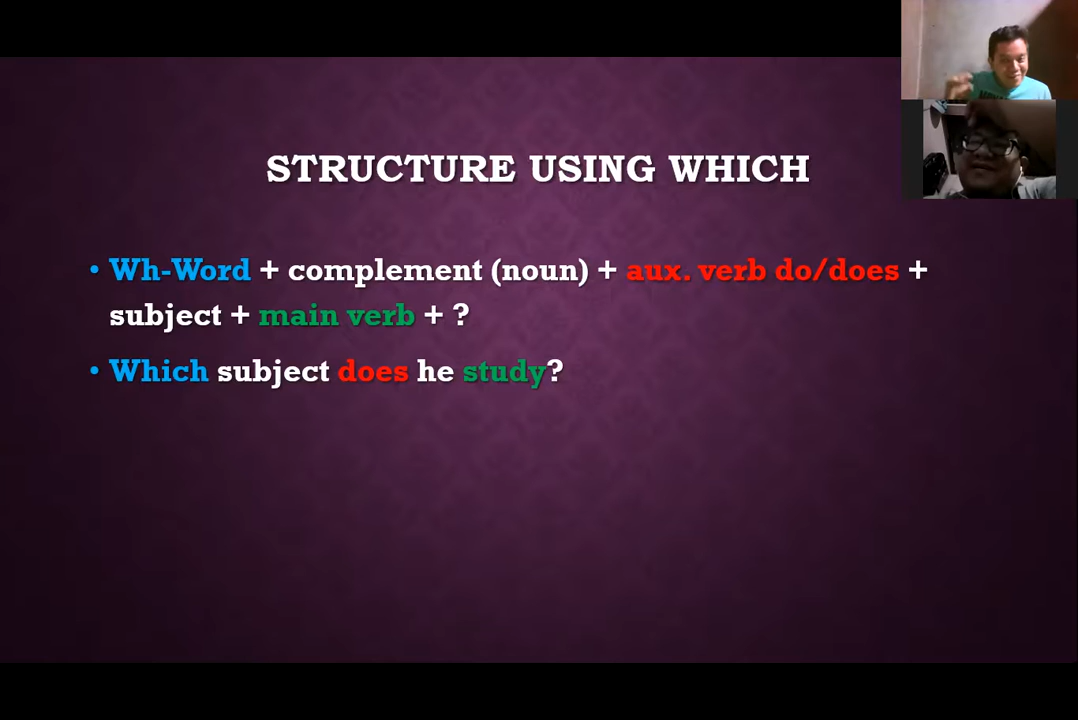 STRUCTURE USING WHICH
• Wh-Word + complement (noun) + aux. verb do/does +
subject + main verb + ?
• Which subject does he study?